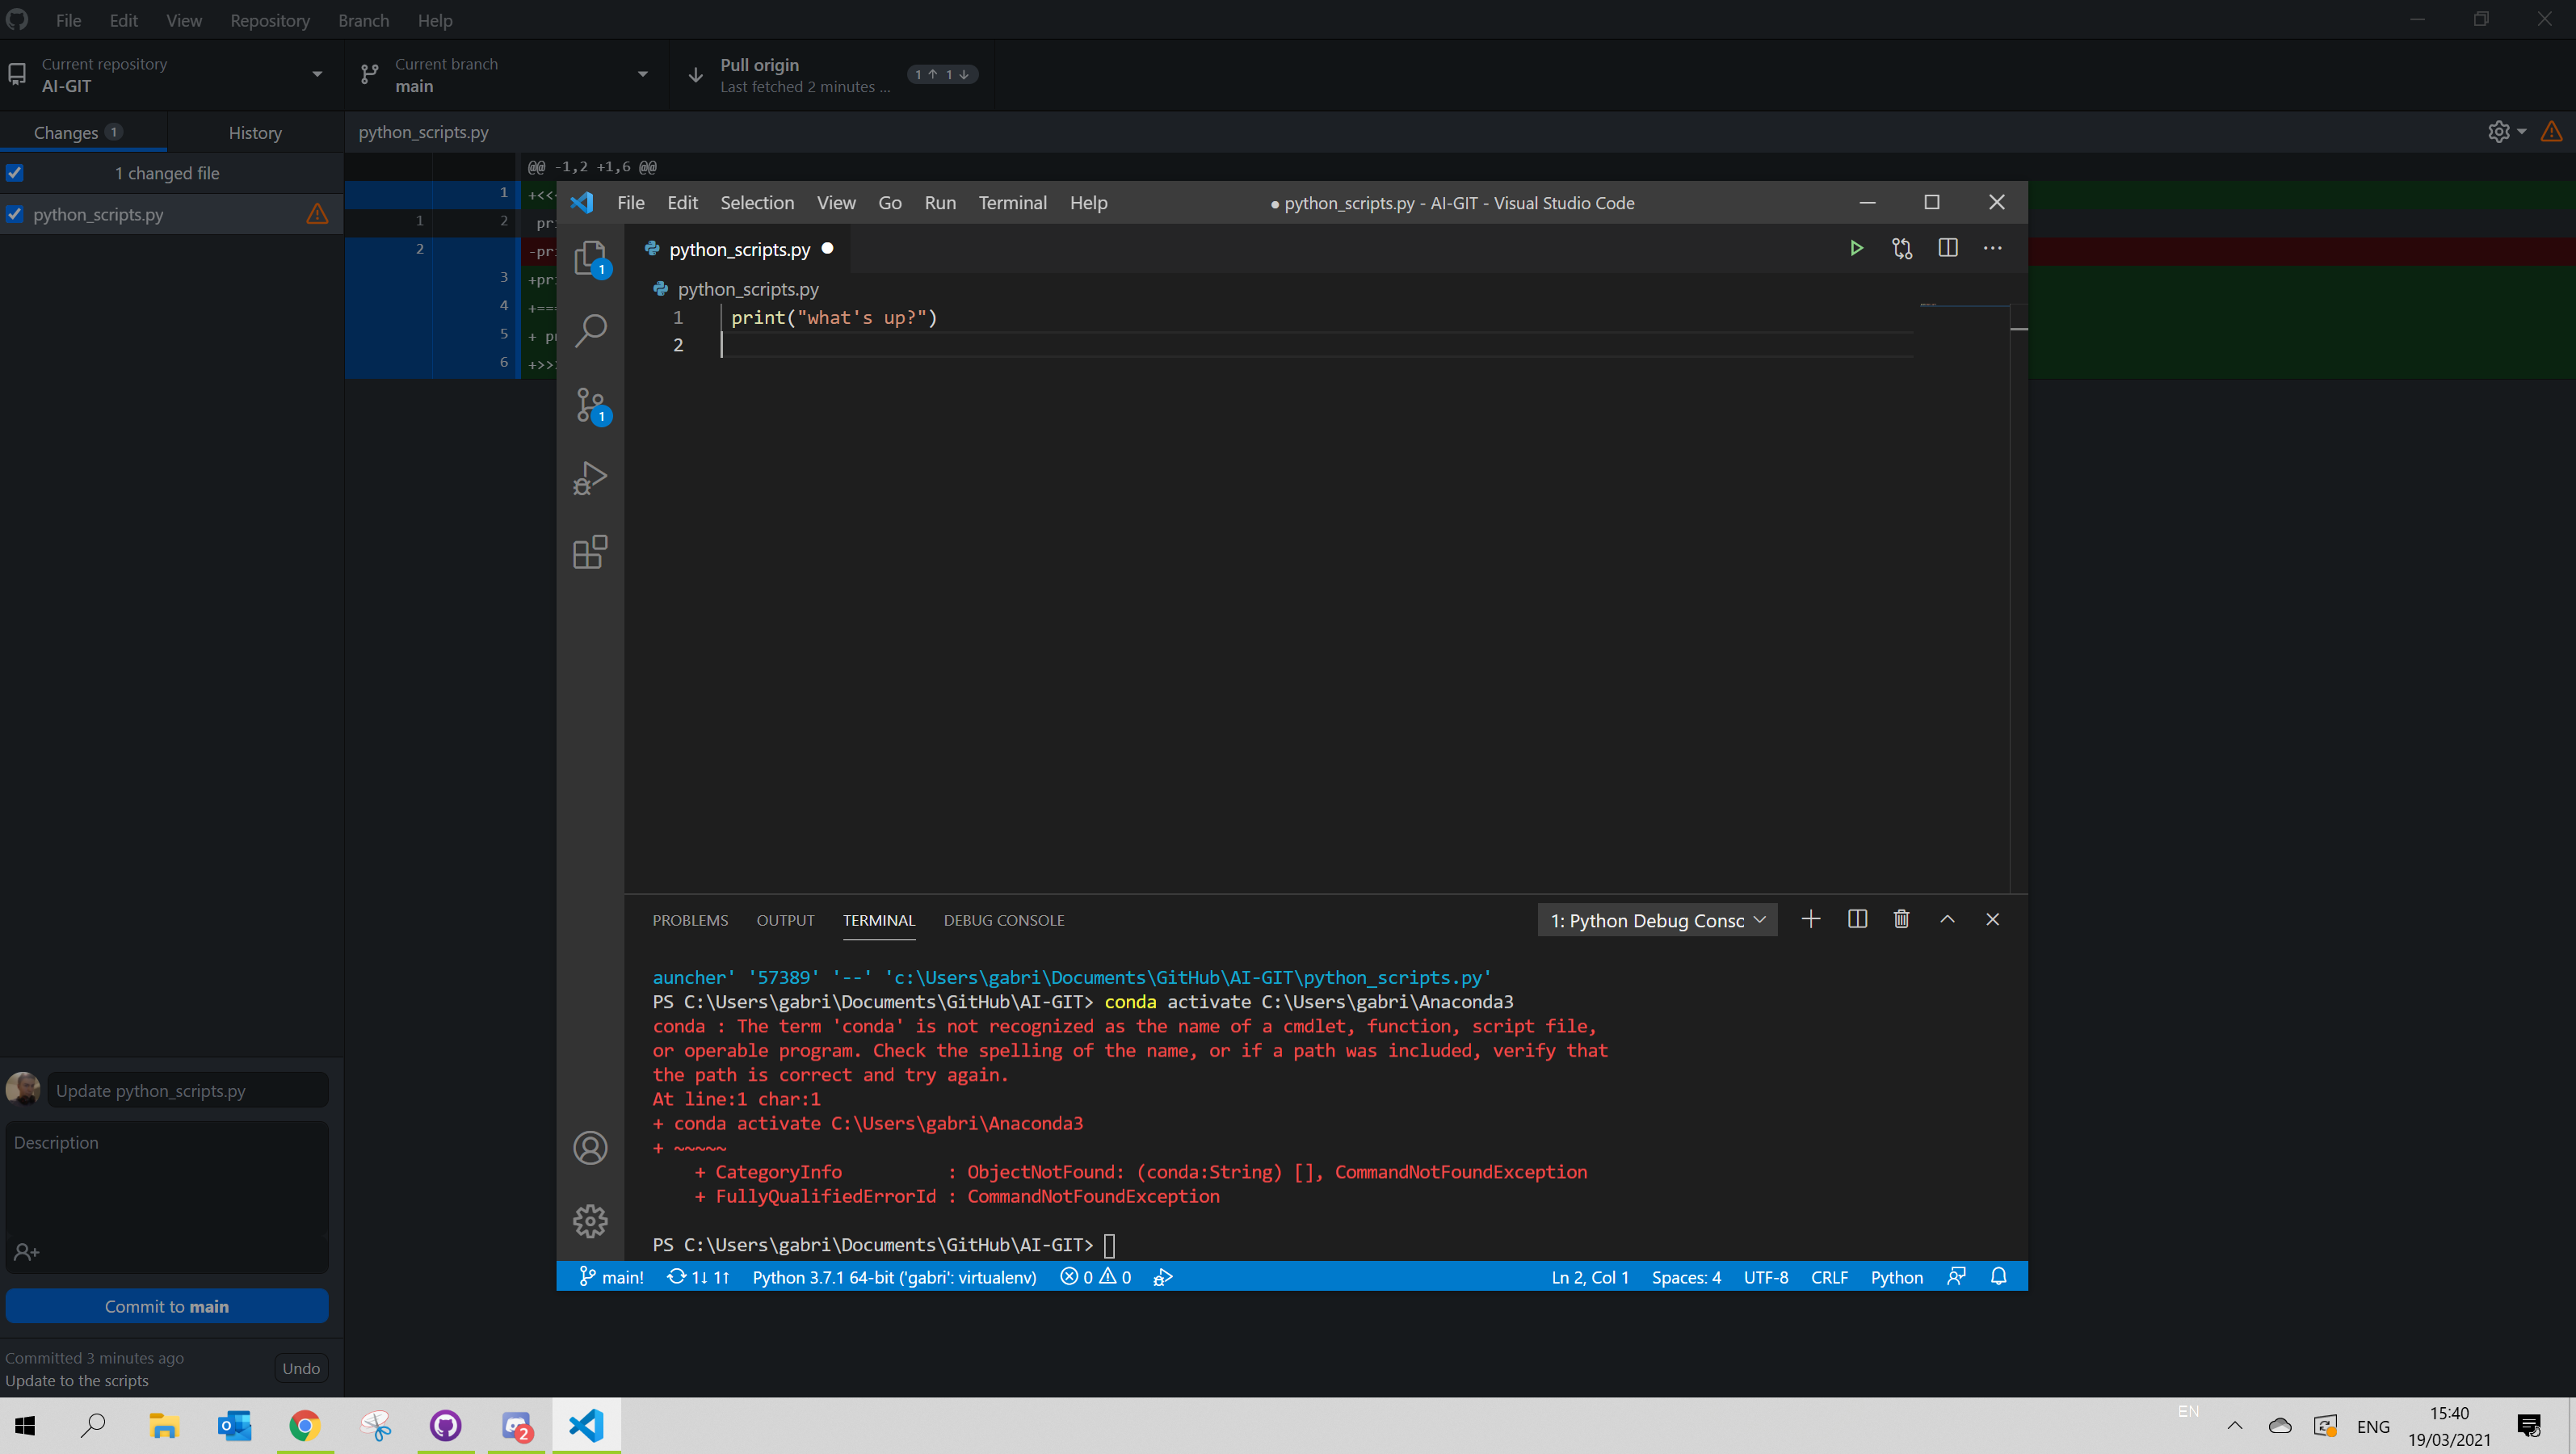 File Edit View Repository Branch Help
Current repository
AI-GIT
Current branch
main
Pull origin
Last fetched 2 minutes ...
1 ↑ 1 ↓
Changes 1
History
python_scripts.py
1 changed file
python_scripts.py
@@ -1,2 +1,6 @@
1 +<<
1 2 pr
2 -pr
3 +pr
4 +==
5 + p
6 +>>
File Edit Selection View Go Run Terminal Help
● python_scripts.py - AI-GIT - Visual Studio Code
python_scripts.py ●
python_scripts.py
1 print("what's up?")
2
1
1
PROBLEMS OUTPUT TERMINAL DEBUG CONSOLE
1: Python Debug Consc
auncher' '57389' '--' 'c:\Users\gabri\Documents\GitHub\AI-GIT\python_scripts.py'
PS C:\Users\gabri\Documents\GitHub\AI-GIT> conda activate C:\Users\gabri\Anaconda3
conda : The term 'conda' is not recognized as the name of a cmdlet, function, script file,
or operable program. Check the spelling of the name, or if a path was included, verify that
the path is correct and try again.
At line:1 char:1
+ conda activate C:\Users\gabri\Anaconda3
+ ~~~~~
+ CategoryInfo : ObjectNotFound: (conda:String) [], CommandNotFoundException
+ FullyQualifiedErrorId : CommandNotFoundException
PS C:\Users\gabri\Documents\GitHub\AI-GIT>
main! 1↓ 1↑ Python 3.7.1 64-bit ('gabri': virtualenv) 0 0
Ln 2, Col 1 Spaces: 4 UTF-8 CRLF Python
Update python_scripts.py
Description
Commit to main
Committed 3 minutes ago
Update to the scripts
Undo
2
EN
ENG
15:40
19/03/2021